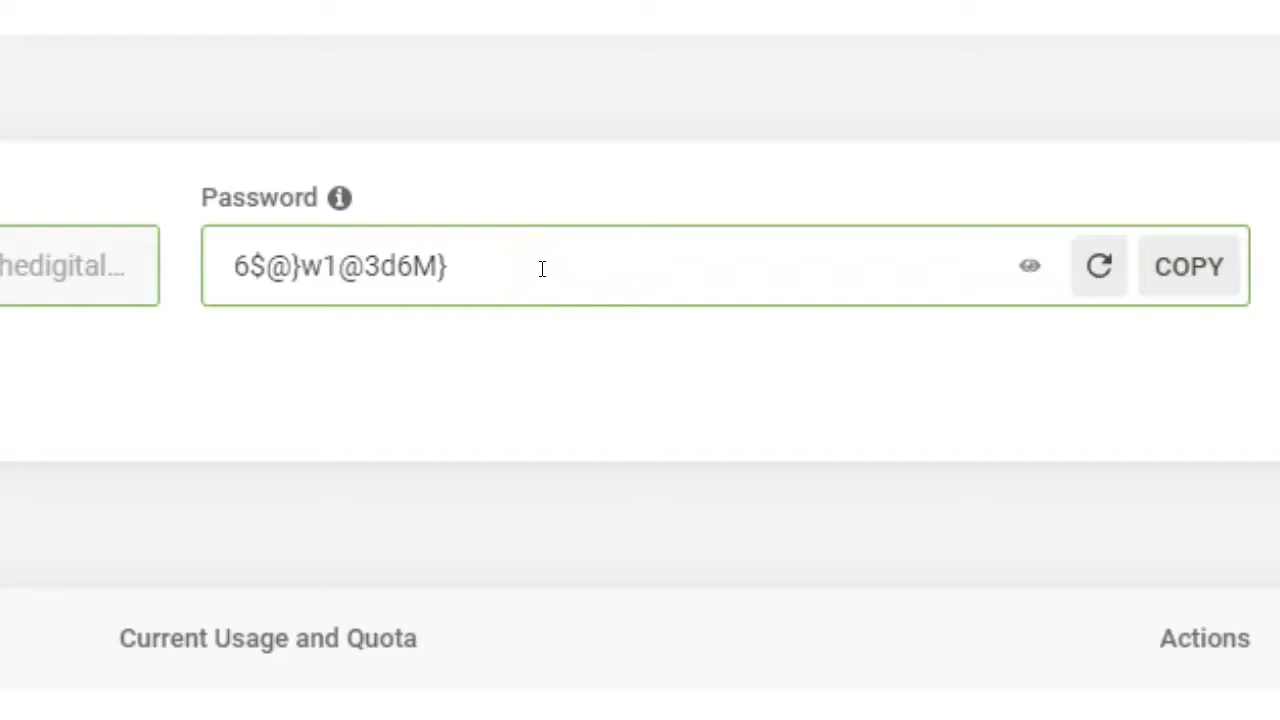 Password
hedigital...
6$@}w1@3d6M}
COPY
Current Usage and Quota
Actions